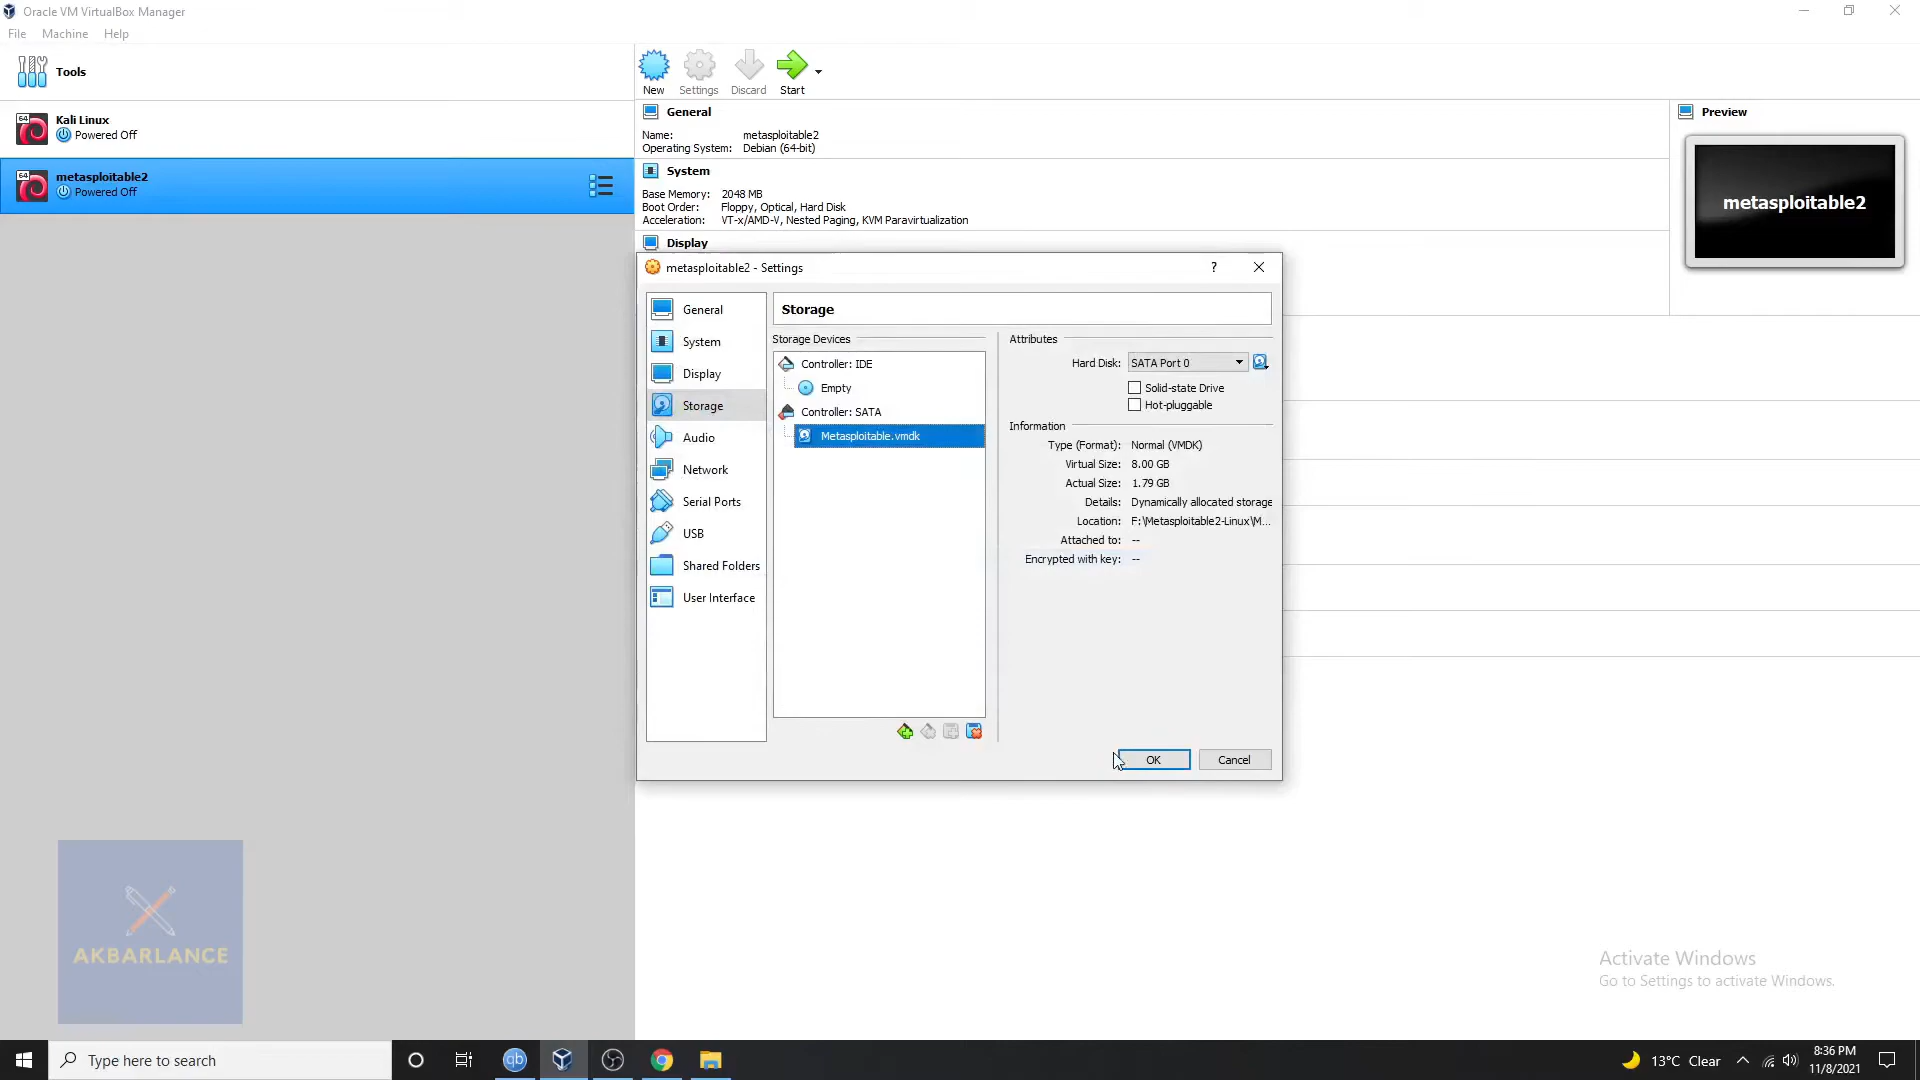 Oracle VM VirtualBox Manager
File Machine Help
Tools
New Settings Discard Start
64 Kali Linux
Powered Off
64 metasploitable2
Powered Off
General
Name: metasploitable2
Operating System: Debian (64-bit)
System
Base Memory: 2048 MB
Boot Order: Floppy, Optical, Hard Disk
Acceleration: VT-x/AMD-V, Nested Paging, KVM Paravirtualization
Display
Preview
metasploitable2
metasploitable2 - Settings
?
General
System
Display
Storage
Audio
Network
Serial Ports
USB
Shared Folders
User Interface
Storage
Storage Devices
Controller: IDE
Empty
Controller: SATA
Metasploitable.vmdk
Attributes
Hard Disk: SATA Port 0
Solid-state Drive
Hot-pluggable
Information
Type (Format): Normal (VMDK)
Virtual Size: 8.00 GB
Actual Size: 1.79 GB
Details: Dynamically allocated storage
Location: F:\Metasploitable2-Linux\M...
Attached to: --
Encrypted with key: --
OK Cancel
AKBARLANCE
Activate Windows
Go to Settings to activate Windows.
Type here to search
qb
13°C Clear
8:36 PM
11/8/2021